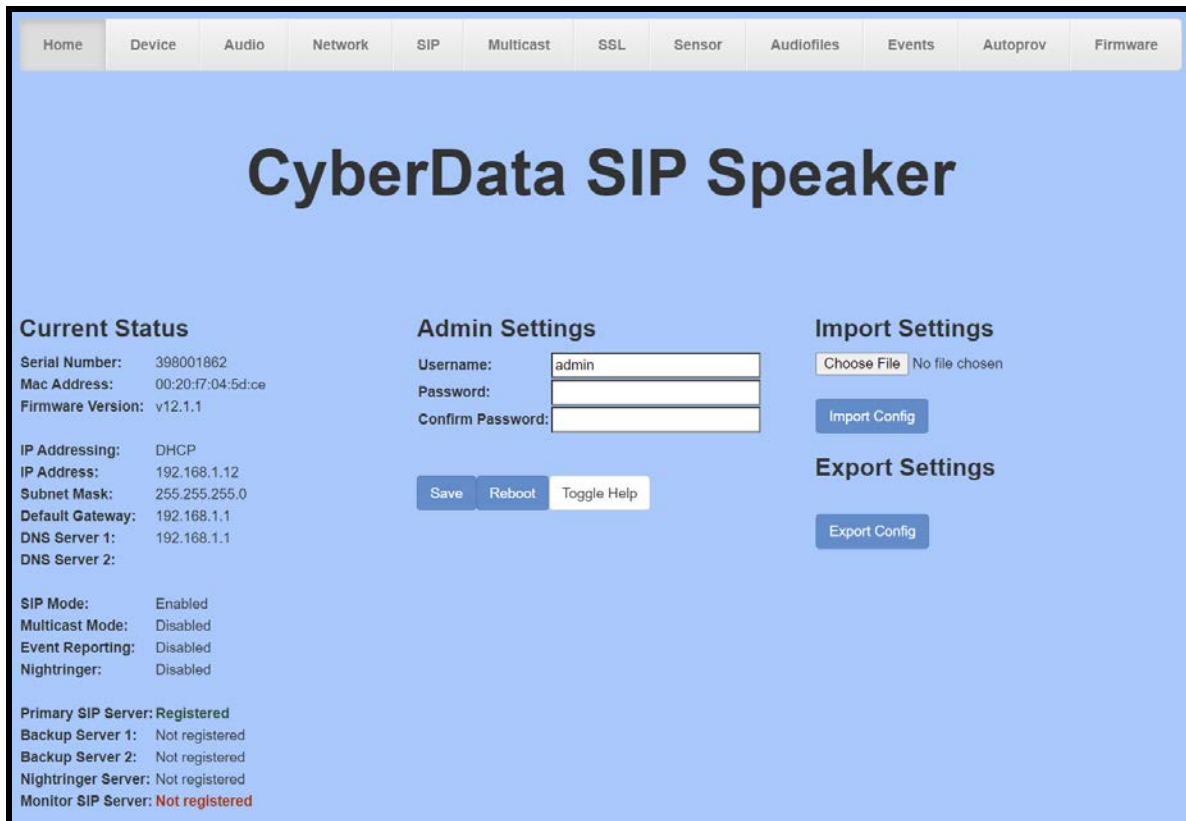 Home Device Audio Network SIP Multicast SSL Sensor Audiofiles Events Autoprov Firmware
CyberData SIP Speaker
Current Status
Serial Number: 398001862
Mac Address: 00:20:f7:04:5d:ce
Firmware Version: v12.1.1
IP Addressing: DHCP
IP Address: 192.168.1.12
Subnet Mask: 255.255.255.0
Default Gateway: 192.168.1.1
DNS Server 1: 192.168.1.1
DNS Server 2:
SIP Mode: Enabled
Multicast Mode: Disabled
Event Reporting: Disabled
Nightringer: Disabled
Primary SIP Server: Registered
Backup Server 1: Not registered
Backup Server 2: Not registered
Nightringer Server: Not registered
Monitor SIP Server: Not registered
Admin Settings
Username: admin
Password:
Confirm Password:
Save Reboot Toggle Help
Import Settings
Choose File No file chosen
Import Config
Export Settings
Export Config